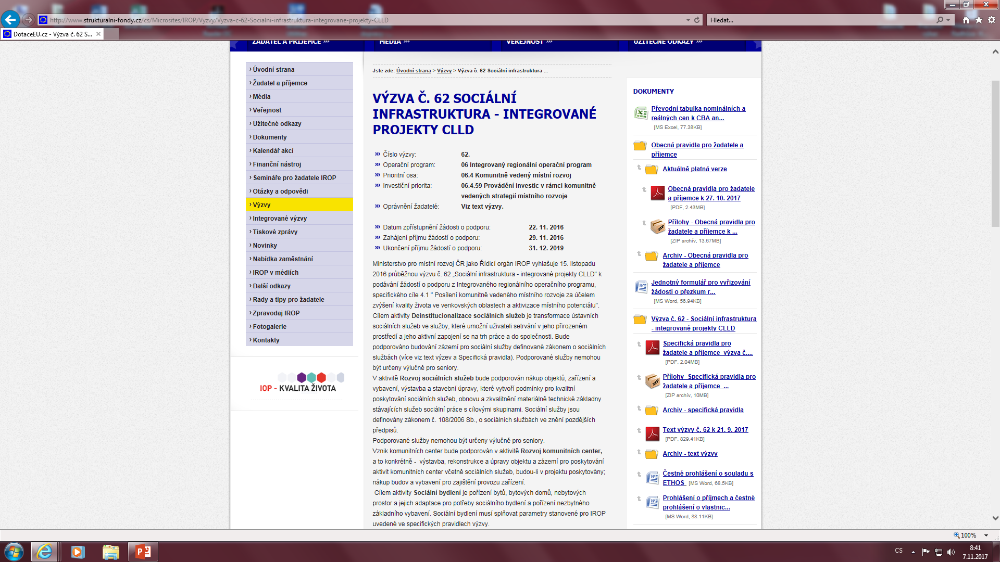 http://www.strukturalni-fondy.cz/cs/Microsites/IROP/Vyzvy/Vyzva-c-62-Socialni-infrastruktura-integrovane-projekty-CLLD
Hledat...
DotaceEU.cz - Výzva č. 62 S...
ŽADATEL A PŘÍJEMCE ›››
MÉDIA ›››
VEŘEJNOST ›››
UŽITEČNÉ ODKAZY ›››
› Úvodní strana
› Žadatel a příjemce
› Média
› Veřejnost
› Užitečné odkazy
› Dokumenty
› Kalendář akcí
› Finanční nástroj
› Semináře pro žadatele IROP
› Otázky a odpovědi
› Výzvy
› Integrované výzvy
› Tiskové zprávy
› Novinky
› Nabídka zaměstnání
› IROP v médiích
› Další odkazy
› Rady a tipy pro žadatele
› Zpravodaj IROP
› Fotogalerie
› Kontakty
IOP - KVALITA ŽIVOTA
Jste zde: Úvodní strana > Výzvy > Výzva č. 62 Sociální infrastruktura ...
VÝZVA Č. 62 SOCIÁLNÍ
INFRASTRUKTURA - INTEGROVANÉ
PROJEKTY CLLD
››› Číslo výzvy: 62.
››› Operační program: 06 Integrovaný regionální operační program
››› Prioritní osa: 06.4 Komunitně vedený místní rozvoj
››› Investiční priorita: 06.4.59 Provádění investic v rámci komunitně
vedených strategií místního rozvoje
››› Oprávnění žadatelé: Viz text výzvy.
››› Datum zpřístupnění žádosti o podporu: 22. 11. 2016
››› Zahájení příjmu žádostí o podporu: 29. 11. 2016
››› Ukončení příjmu žádostí o podporu: 31. 12. 2019
Ministerstvo pro místní rozvoj ČR jako Řídicí orgán IROP vyhlašuje 15. listopadu
2016 průběžnou výzvu č. 62 „Sociální infrastruktura - integrované projekty CLLD" k
podávání žádostí o podporu z Integrovaného regionálního operačního programu,
specifického cíle 4.1 " Posílení komunitně vedeného místního rozvoje za účelem
zvýšení kvality života ve venkovských oblastech a aktivizace místního potenciálu".
Cílem aktivity Deinstitucionalizace sociálních služeb je transformace ústavních
sociálních služeb ve služby, které umožní uživateli setrvání v jeho přirozeném
prostředí a jeho aktivní zapojení se na trh práce a do společnosti. Bude
podporováno budování zázemí pro sociální služby definované zákonem o sociálních
službách (více viz text výzev a Specifická pravidla). Podporované služby nemohou
být určeny výlučně pro seniory.
V aktivitě Rozvoj sociálních služeb bude podporován nákup objektů, zařízení a
vybavení, výstavba a stavební úpravy, které vytvoří podmínky pro kvalitní
poskytování sociálních služeb, obnovu a zkvalitnění materiálně technické základny
stávajících služeb sociální práce s cílovými skupinami. Sociální služby jsou
definovány zákonem č. 108/2006 Sb., o sociálních službách ve znění pozdějších
předpisů.
Podporované služby nemohou být určeny výlučně pro seniory.
Vznik komunitních center bude podporován v aktivitě Rozvoj komunitních center,
a to konkrétně - výstavba, rekonstrukce a úpravy objektu a zázemí pro poskytování
aktivit komunitních center včetně sociálních služeb, budou-li v projektu poskytovány;
nákup budov a vybavení pro zajištění provozu zařízení.
Cílem aktivity Sociální bydlení je pořízení bytů, bytových domů, nebytových
prostor a jejich adaptace pro potřeby sociálního bydlení a pořízení nezbytného
základního vybavení. Sociální bydlení musí splňovat parametry stanovené pro IROP
uvedené ve specifických pravidlech výzvy.
DOKUMENTY
Převodní tabulka nominálních a
reálných cen k CBA an...
[MS Excel, 77.38KB]
Obecná pravidla pro žadatele a
příjemce
Aktuálně platná verze
Obecná pravidla pro žadatele
a příjemce k 27. 10. 2017
[PDF, 2.43MB]
Přílohy - Obecná pravidla pro
žadatele a příjemce k ...
[ZIP archív, 13.67MB]
Archiv - Obecná pravidla pro
žadatele a příjemce
Jednotný formulář pro vyřizování
žádosti o přezkum r...
[MS Word, 56.94KB]
Výzva č. 62 - Sociální infrastruktura
- integrované projekty CLLD
Specifická pravidla pro
žadatele a příjemce_výzva č....
[PDF, 2.04MB]
Přílohy_Specifická pravidla pro
žadatele a příjemce_...
[ZIP archív, 10MB]
Archiv - specifická pravidla
Text výzvy č. 62 k 21. 9. 2017
[PDF, 829.41KB]
Archiv - text výzvy
Čestné prohlášení o souladu s
ETHOS [MS Word, 68.5KB]
Prohlášení o příjmech a čestné
prohlášení o vlastnic...
[MS Word, 88.11KB]
100%
CS
8:41
7.11.2017